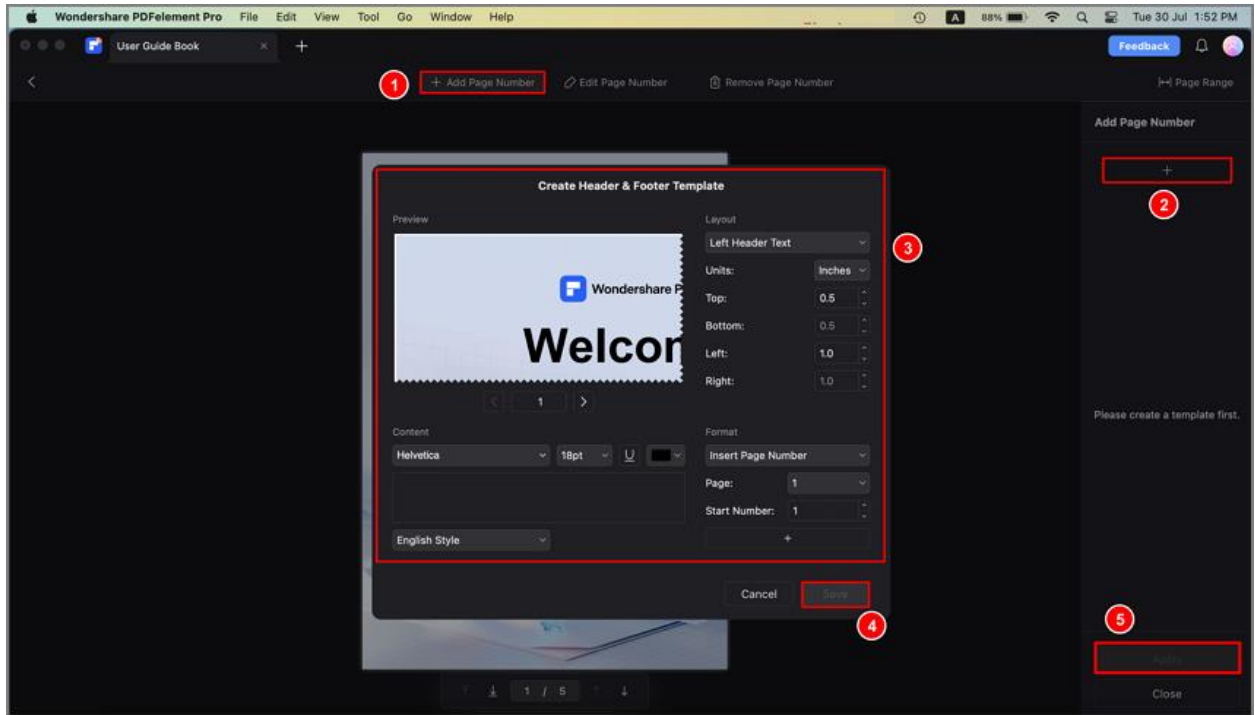 Wondershare PDFelement Pro File Edit View Tool Go Window Help A 88% Tue 30 Jul 1:52 PM
User Guide Book × + Feedback
1 + Add Page Number Edit Page Number Remove Page Number Page Range
Add Page Number
+
2
Create Header & Footer Template
Preview
Wondershare P
Welcor
1
Layout
Left Header Text
3
Units: Inches
Top: 0.5
Bottom: 0.5
Left: 1.0
Right: 1.0
Please create a template first.
Content
Helvetica 18pt U
English Style
Format
Insert Page Number
Page: 1
Start Number: 1
+
Cancel Save
4
5
Apply
Close
1 / 5